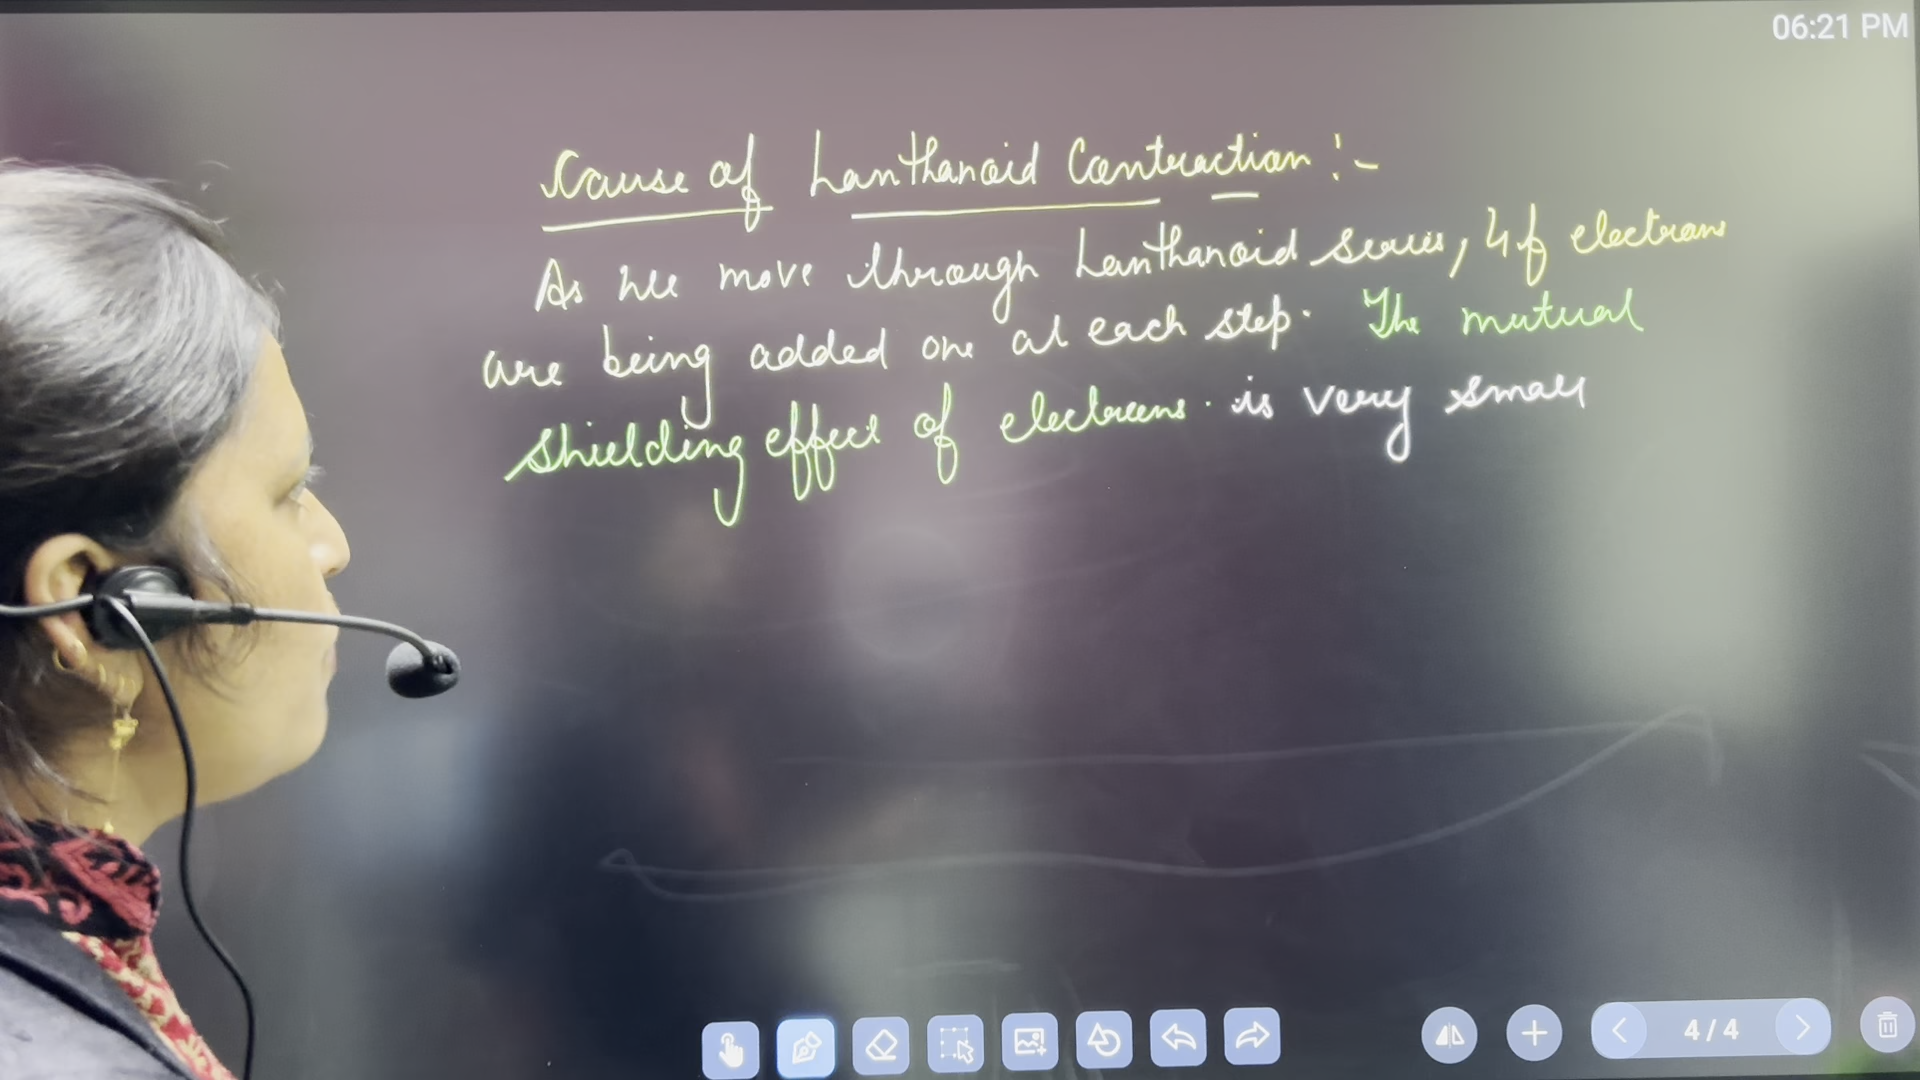 06:21 PM
Cause of Lanthanoid Contraction :-
As we move through Lanthanoid series, 4f electrons
are being added one at each step. The mutual
shielding effect of electrons is very small
4 / 4